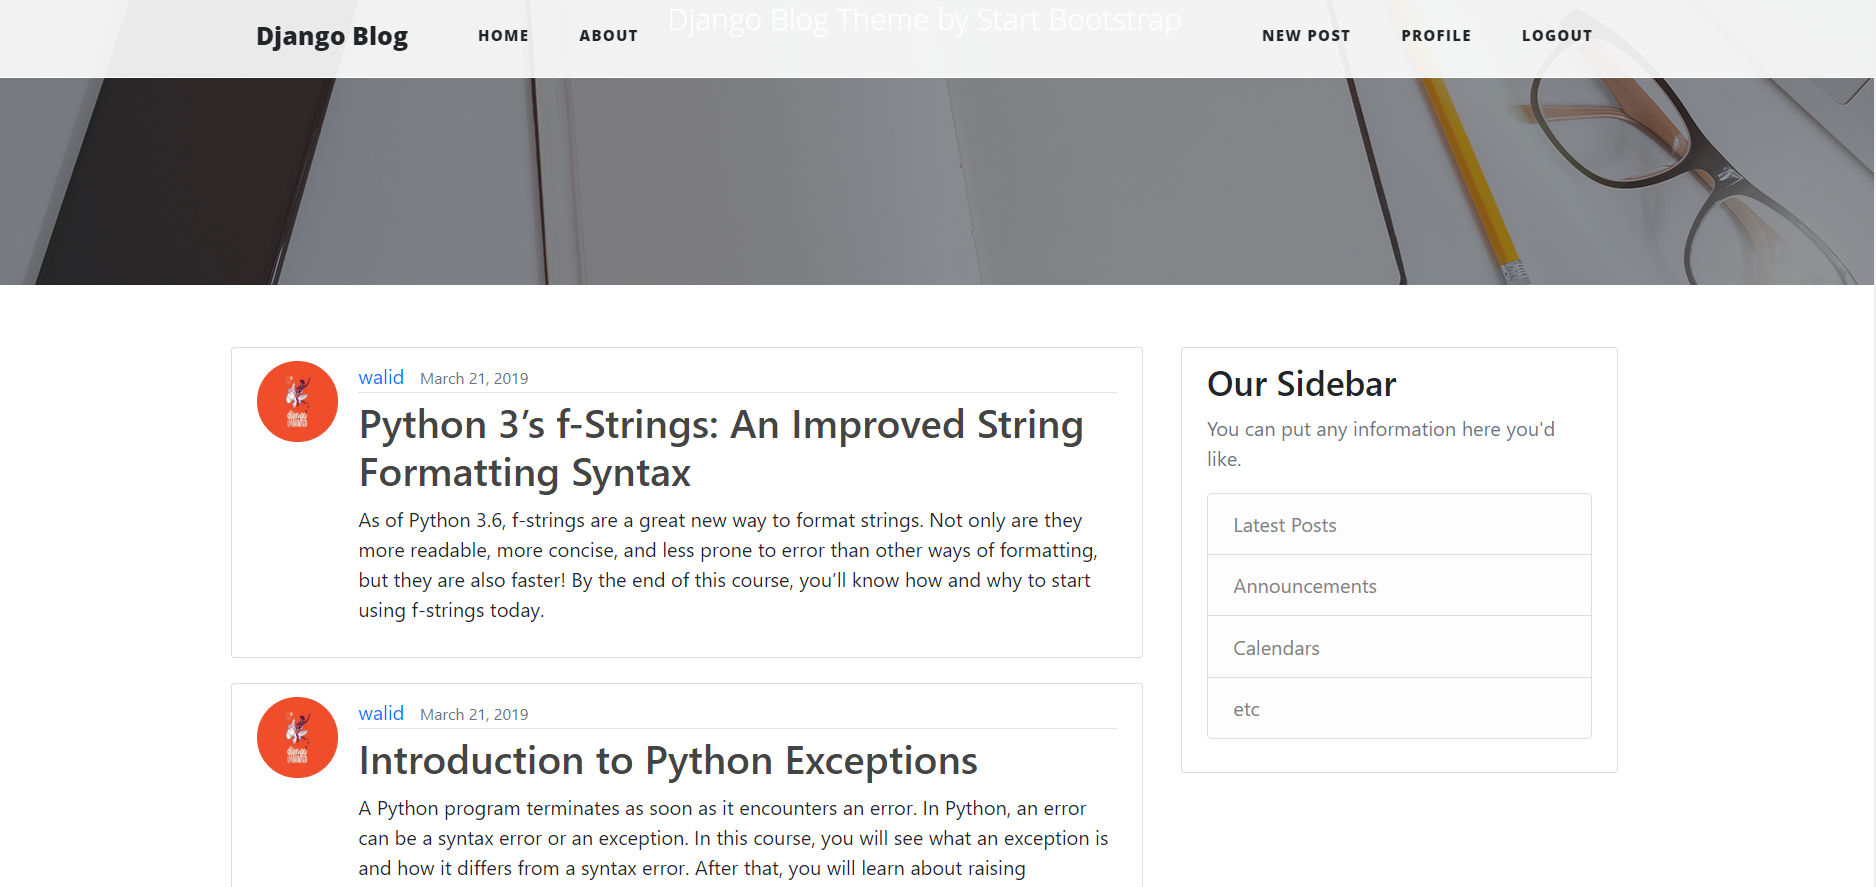 Django Blog Theme by Start Bootstrap
Django Blog HOME ABOUT NEW POST PROFILE LOGOUT
walid March 21, 2019
Python 3’s f-Strings: An Improved String
Formatting Syntax
As of Python 3.6, f-strings are a great new way to format strings. Not only are they
more readable, more concise, and less prone to error than other ways of formatting,
but they are also faster! By the end of this course, you’ll know how and why to start
using f-strings today.
walid March 21, 2019
Introduction to Python Exceptions
A Python program terminates as soon as it encounters an error. In Python, an error
can be a syntax error or an exception. In this course, you will see what an exception is
and how it differs from a syntax error. After that, you will learn about raising
Our Sidebar
You can put any information here you'd
like.
Latest Posts
Announcements
Calendars
etc